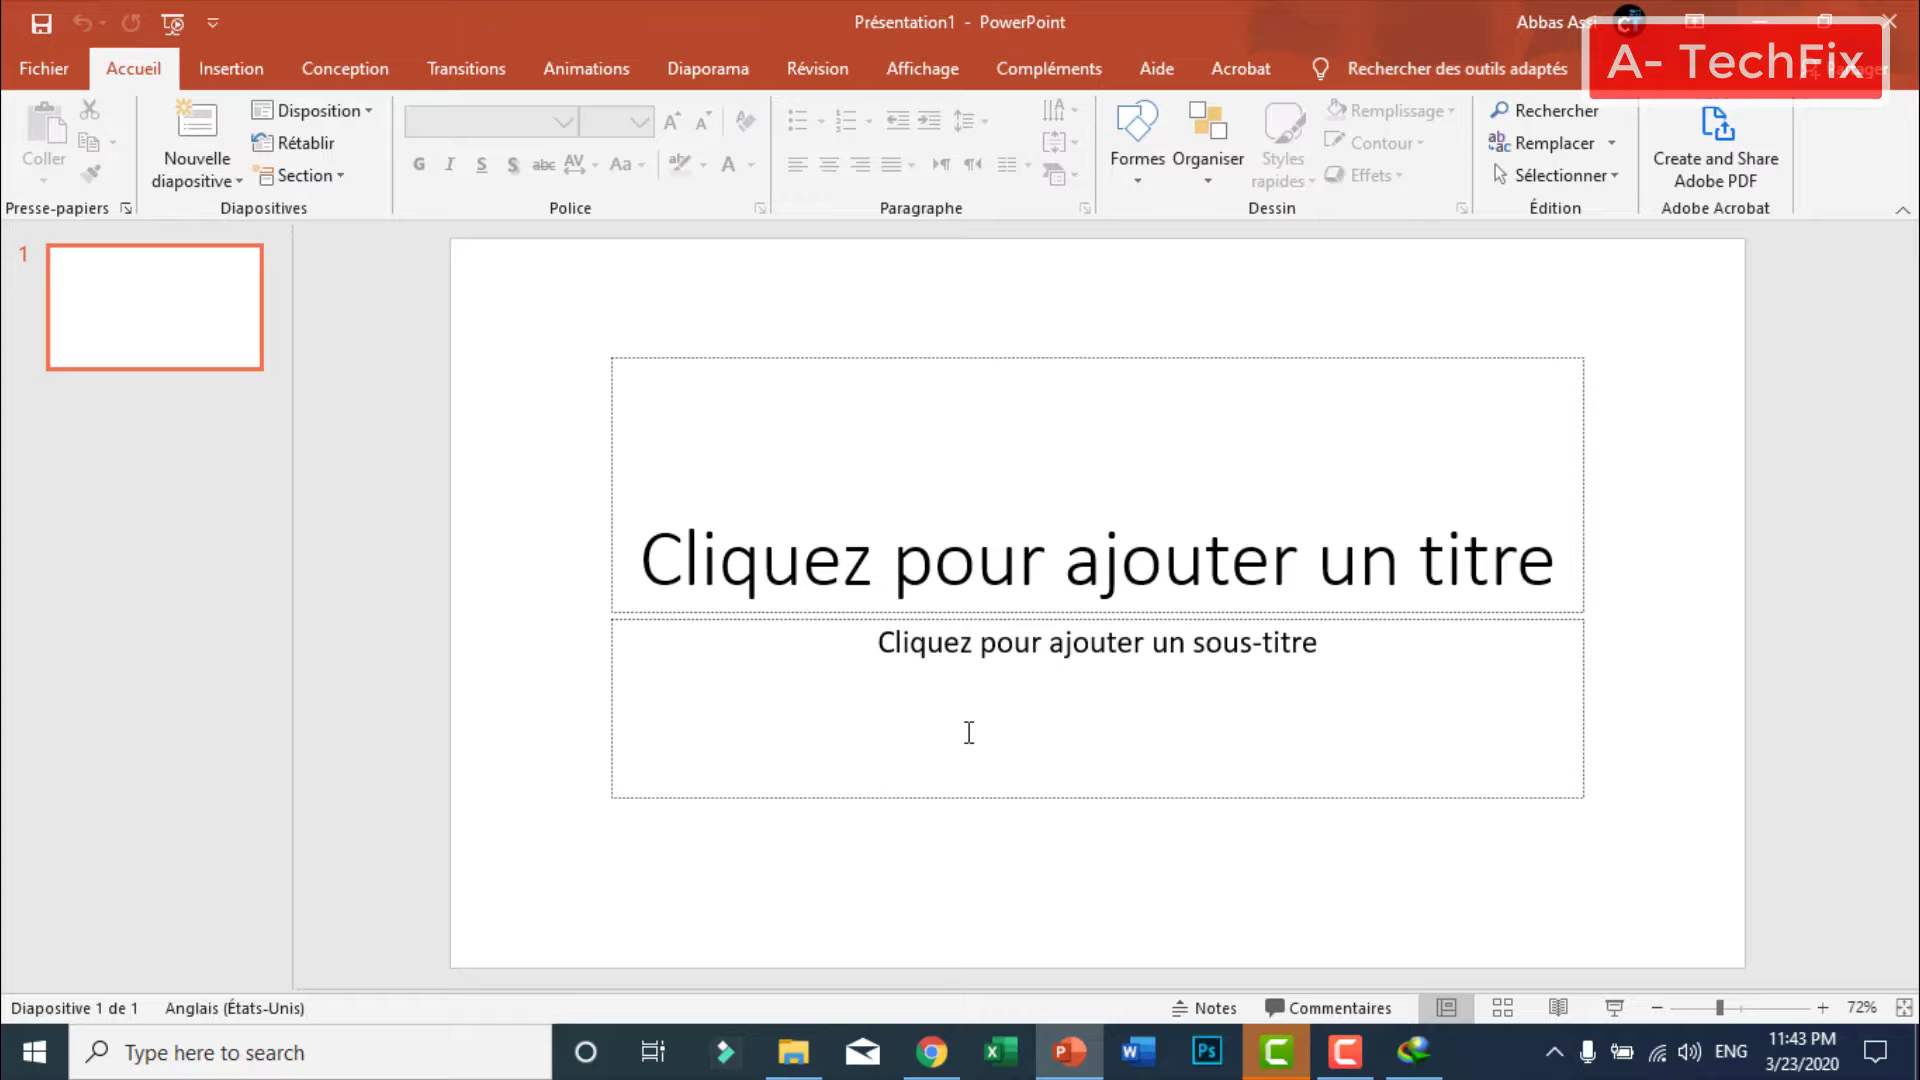 Présentation1 - PowerPoint
Abbas Assi
A- TechFix
Fichier Accueil Insertion Conception Transitions Animations Diaporama Révision Affichage Compléments Aide Acrobat Rechercher des outils adaptés
Coller
Presse-papiers
Nouvelle
diapositive
Disposition
Rétablir
Section
Diapositives
G I S S abc AV Aa A
Police
Paragraphe
Formes
Organiser
Styles
rapides
Remplissage
Contour
Effets
Dessin
Rechercher
Remplacer
Sélectionner
Édition
Create and Share
Adobe PDF
Adobe Acrobat
1
Cliquez pour ajouter un titre
Cliquez pour ajouter un sous-titre
Diapositive 1 de 1 Anglais (États-Unis) Notes Commentaires 72%
Type here to search
ENG
11:43 PM
3/23/2020